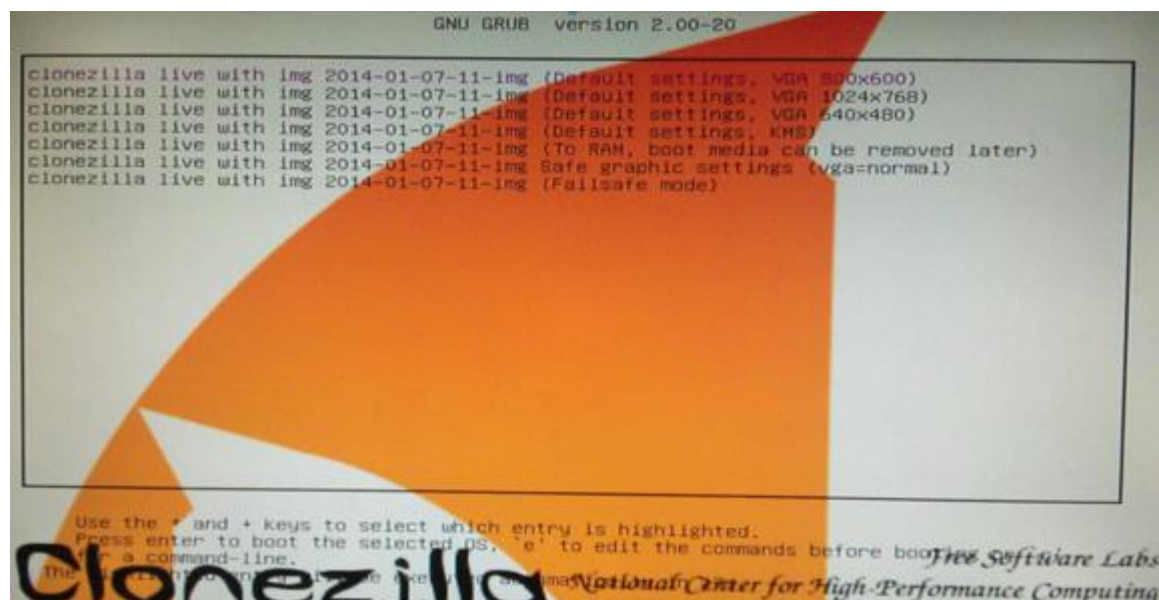 GNU GRUB version 2.00-20
clonezilla live with img 2014-01-07-11-img (Default settings, VGA 800x600)
clonezilla live with img 2014-01-07-11-img (Default settings, VGA 1024x768)
clonezilla live with img 2014-01-07-11-img (Default settings, VGA 640x480)
clonezilla live with img 2014-01-07-11-img (Default settings, KMS)
clonezilla live with img 2014-01-07-11-img (To RAM, boot media can be removed later)
clonezilla live with img 2014-01-07-11-img Safe graphic settings (vga=normal)
clonezilla live with img 2014-01-07-11-img (Failsafe mode)
Use the and keys to select which entry is highlighted.
Press enter to boot the selected OS, `e' to edit the commands before
a command-line.
The
Clonezilla
Free Software Labs
National Center for High-Performance Computing